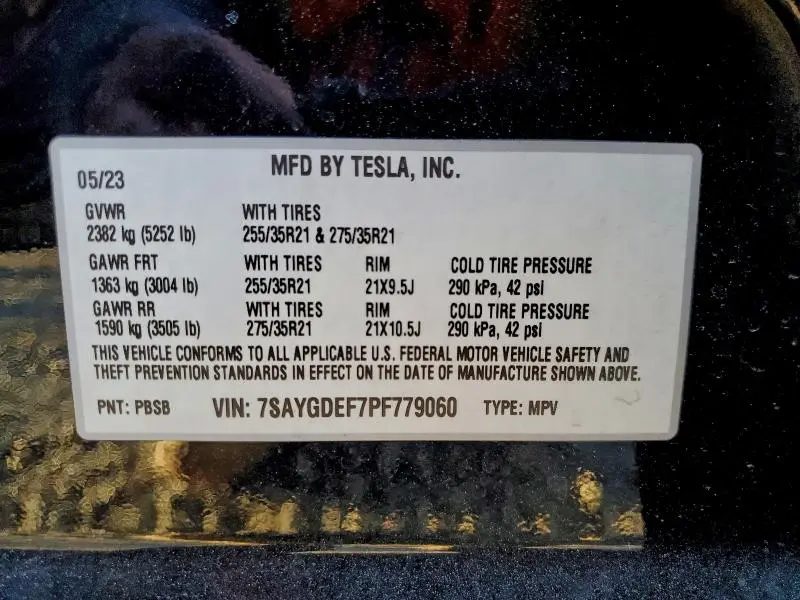 MFD BY TESLA, INC.
05/23
GVWR WITH TIRES
2382 kg (5252 lb) 255/35R21 & 275/35R21
GAWR FRT WITH TIRES RIM COLD TIRE PRESSURE
1363 kg (3004 lb) 255/35R21 21X9.5J 290 kPa, 42 psi
GAWR RR WITH TIRES RIM COLD TIRE PRESSURE
1590 kg (3505 lb) 275/35R21 21X10.5J 290 kPa, 42 psi
THIS VEHICLE CONFORMS TO ALL APPLICABLE U.S. FEDERAL MOTOR VEHICLE SAFETY AND
THEFT PREVENTION STANDARDS IN EFFECT ON THE DATE OF MANUFACTURE SHOWN ABOVE.
PNT: PBSB VIN: 7SAYGDEF7PF779060 TYPE: MPV